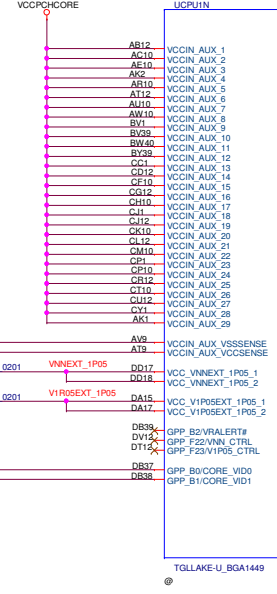 VCCPCHCORE
UCPU1N
AB12 VCCIN_AUX_1
AC10 VCCIN_AUX_2
AE10 VCCIN_AUX_3
AK2 VCCIN_AUX_4
AR10 VCCIN_AUX_5
AT12 VCCIN_AUX_6
AU10 VCCIN_AUX_7
AW10 VCCIN_AUX_8
BV1 VCCIN_AUX_9
BV39 VCCIN_AUX_10
BW40 VCCIN_AUX_11
BY39 VCCIN_AUX_12
CC1 VCCIN_AUX_13
CD12 VCCIN_AUX_14
CF10 VCCIN_AUX_15
CG12 VCCIN_AUX_16
CH10 VCCIN_AUX_17
CJ1 VCCIN_AUX_18
CJ12 VCCIN_AUX_19
CK10 VCCIN_AUX_20
CL12 VCCIN_AUX_21
CM10 VCCIN_AUX_22
CP1 VCCIN_AUX_23
CP10 VCCIN_AUX_24
CR12 VCCIN_AUX_25
CT10 VCCIN_AUX_26
CU12 VCCIN_AUX_27
CY1 VCCIN_AUX_28
AK1 VCCIN_AUX_29
AV9 VCCIN_AUX_VSSSENSE
AT9 VCCIN_AUX_VCCSENSE
0201 VNNEXT_1P05 DD17 VCC_VNNEXT_1P05_1
DD18 VCC_VNNEXT_1P05_2
0201 V1R05EXT_1P05 DA15 VCC_V1P05EXT_1P05_1
DA17 VCC_V1P05EXT_1P05_2
DB39 GPP_B2/VRALERT#
DV12 GPP_F22/VNN_CTRL
DT12 GPP_F23/V1P05_CTRL
DB37 GPP_B0/CORE_VID0
DB38 GPP_B1/CORE_VID1
TGLLAKE-U_BGA1449
@